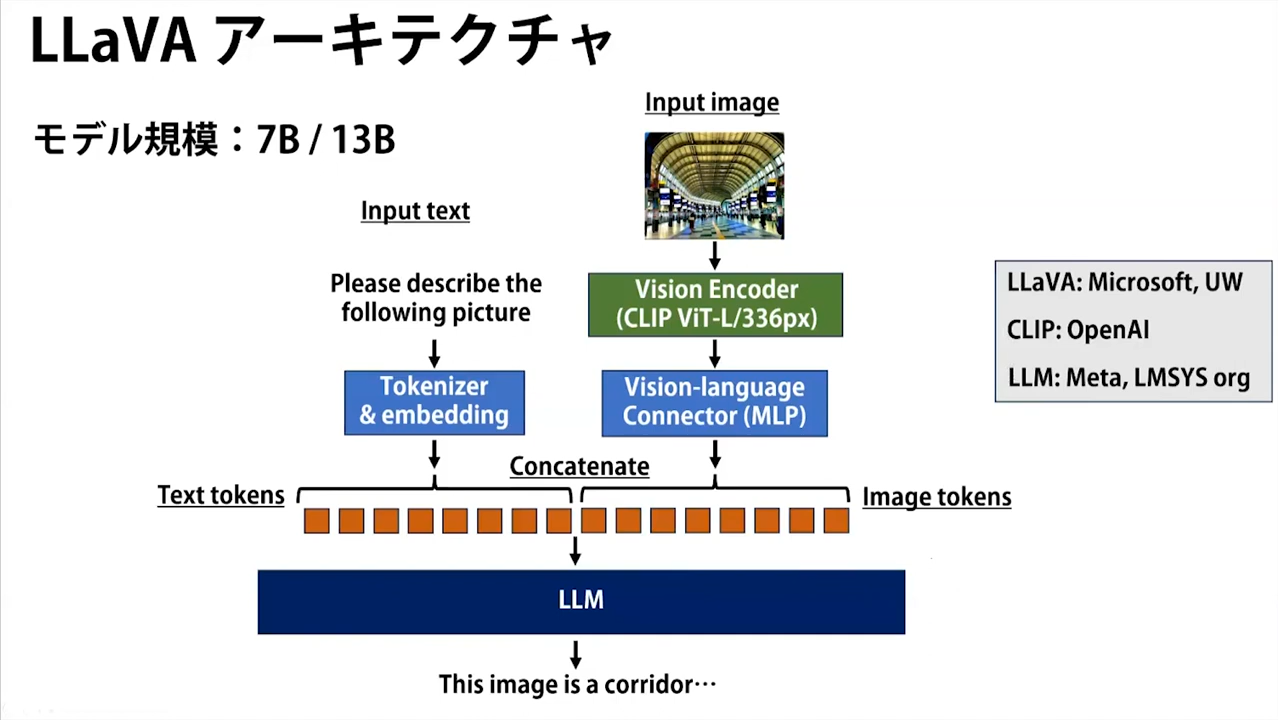 LLaVA アーキテクチャ
モデル規模：7B / 13B
Input image
Input text
Please describe the
following picture
Vision Encoder
(CLIP ViT-L/336px)
Tokenizer
& embedding
Vision-language
Connector (MLP)
Concatenate
Text tokens
Image tokens
LLM
This image is a corridor…
LLaVA: Microsoft, UW
CLIP: OpenAI
LLM: Meta, LMSYS org